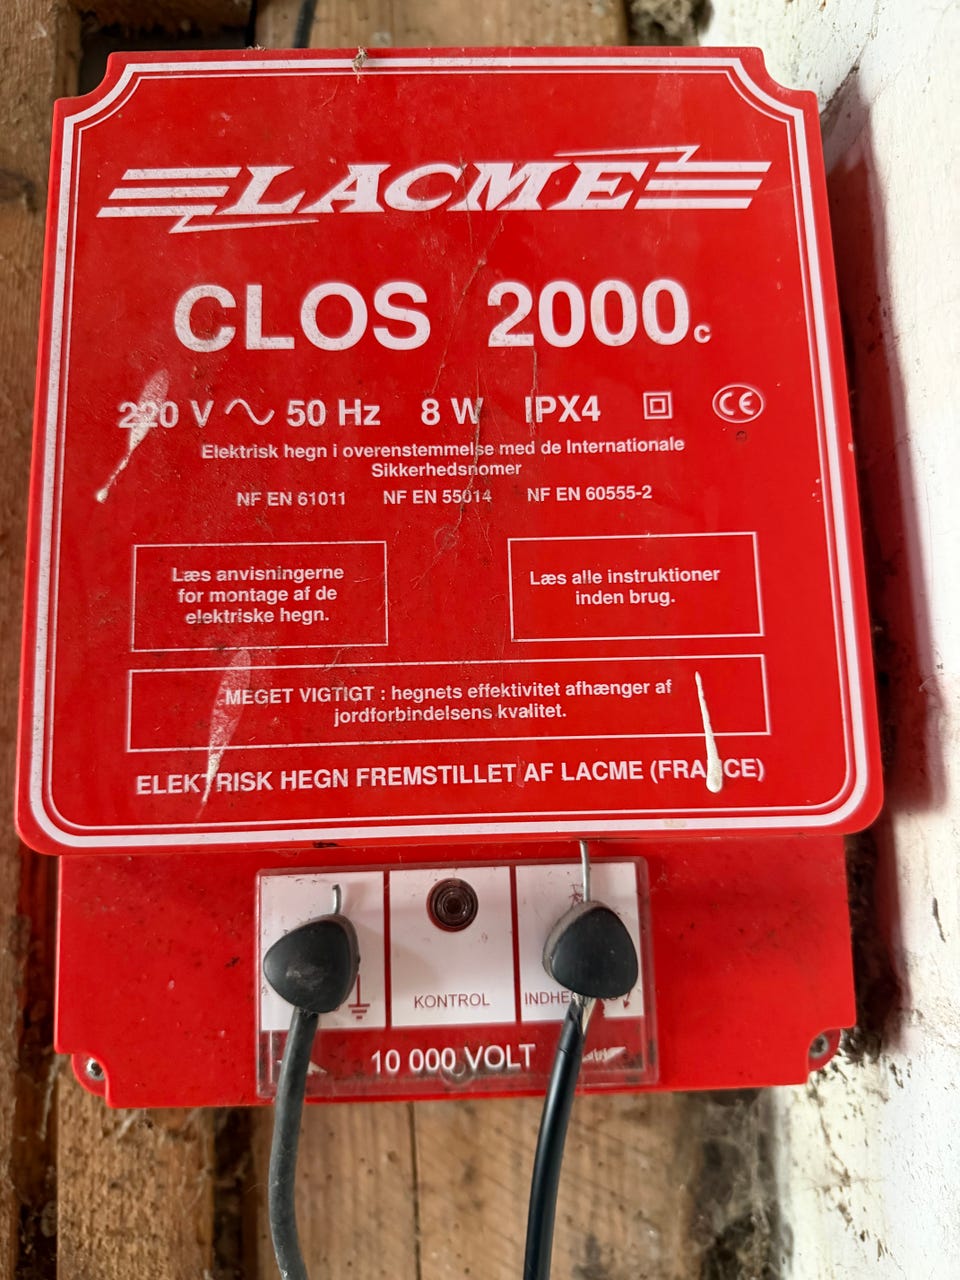 LACME
CLOS 2000c
220 V ~ 50 Hz 8 W IPX4 CE
Elektrisk hegn i overenstemmelse med de Internationale
Sikkerhedsnomer
NF EN 61011 NF EN 55014 NF EN 60555-2
Læs anvisningerne
for montage af de
elektriske hegn.
Læs alle instruktioner
inden brug.
MEGET VIGTIGT : hegnets effektivitet afhænger af
jordforbindelsens kvalitet.
ELEKTRISK HEGN FREMSTILLET AF LACME (FRANCE)
KONTROL
10 000 VOLT